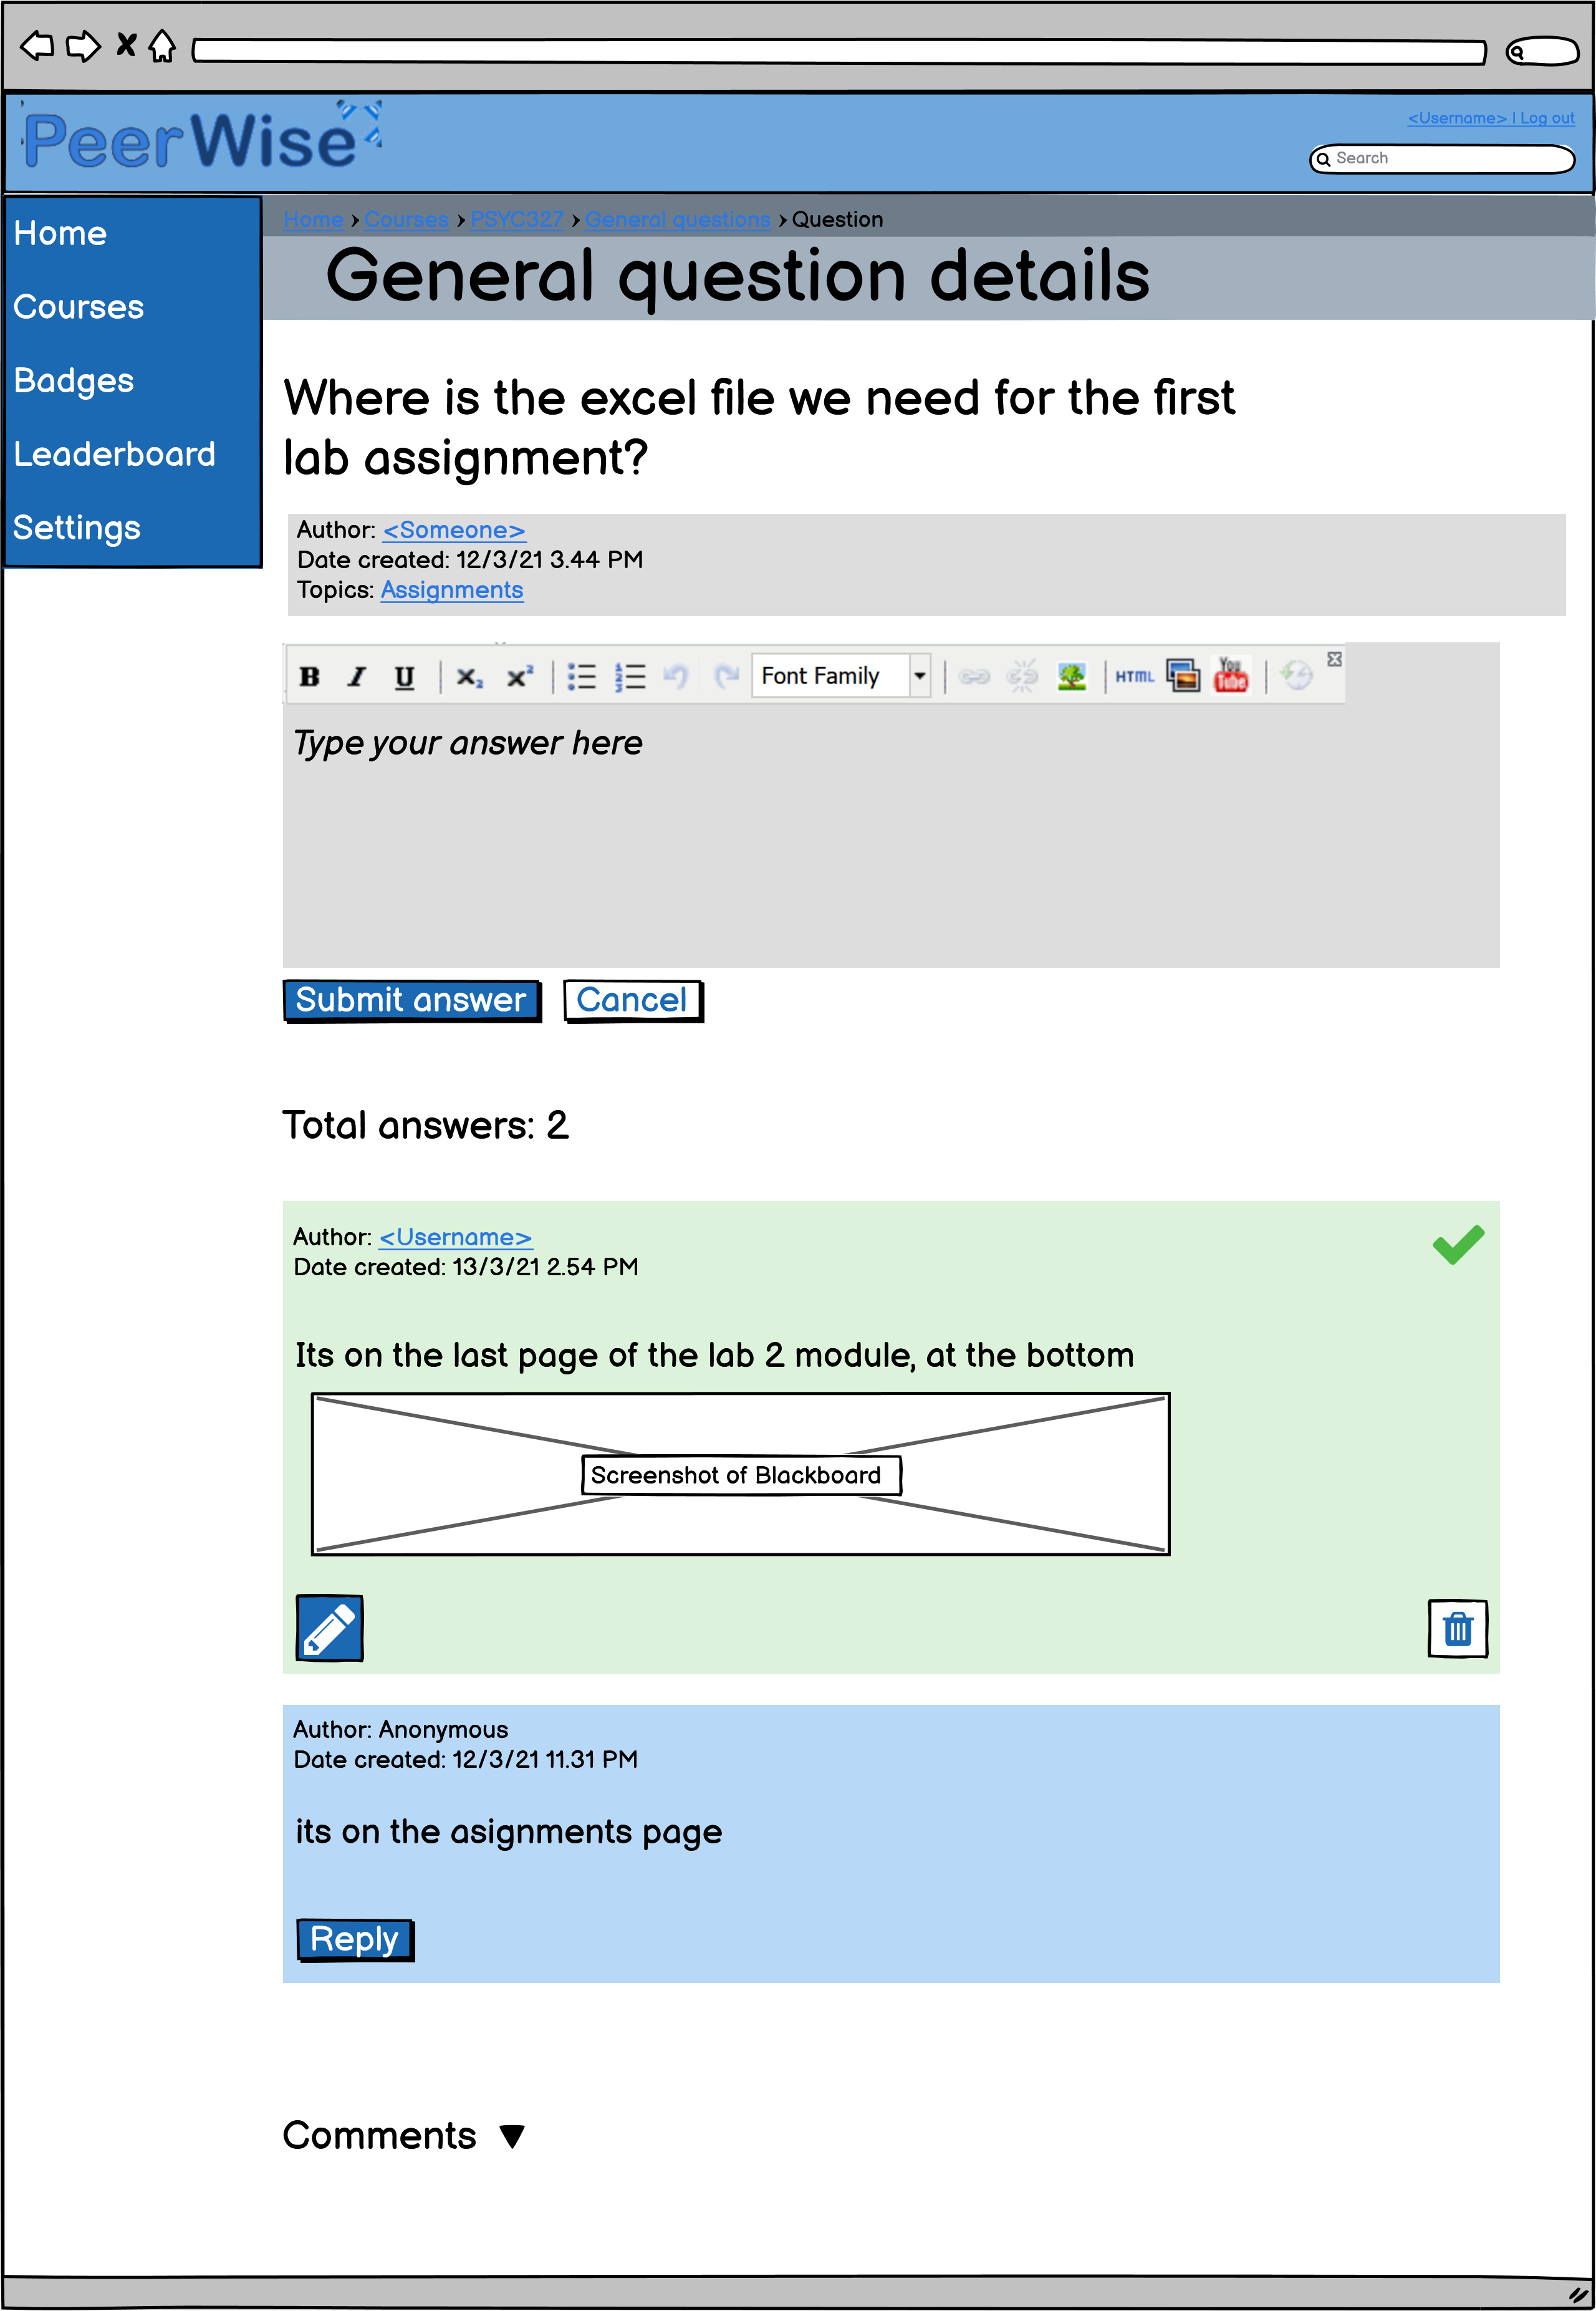 PeerWise
<Username> | Log out
Search
Home
Courses
Badges
Leaderboard
Settings
Home > Courses > PSYC327 > General questions > Question
General question details
Where is the excel file we need for the first
lab assignment?
Author: <Someone>
Date created: 12/3/21 3.44 PM
Topics: Assignments
B I U x₂ x² Font Family HTML You Tube
Type your answer here
Submit answer Cancel
Total answers: 2
Author: <Username>
Date created: 13/3/21 2.54 PM
Its on the last page of the lab 2 module, at the bottom
Screenshot of Blackboard
Author: Anonymous
Date created: 12/3/21 11.31 PM
its on the asignments page
Reply
Comments ▼